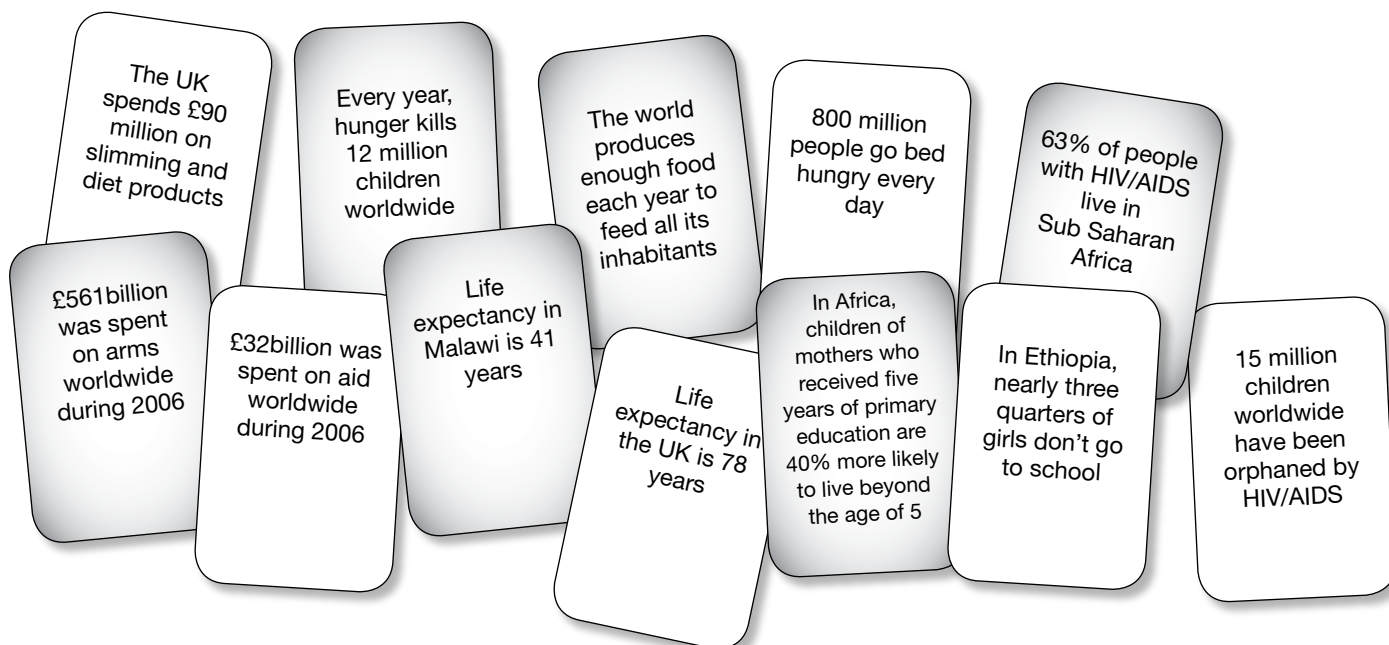 The UK
spends £90
million on
slimming and
diet products
Every year,
hunger kills
12 million
children
worldwide
The world
produces
enough food
each year to
feed all its
inhabitants
800 million
people go bed
hungry every
day
63% of people
with HIV/AIDS
live in
Sub Saharan
Africa
£561billion
was spent
on arms
worldwide
during 2006
£32billion was
spent on aid
worldwide
during 2006
Life
expectancy in
Malawi is 41
years
Life
expectancy in
the UK is 78
years
In Africa,
children of
mothers who
received five
years of primary
education are
40% more likely
to live beyond
the age of 5
In Ethiopia,
nearly three
quarters of
girls don’t go
to school
15 million
children
worldwide
have been
orphaned by
HIV/AIDS